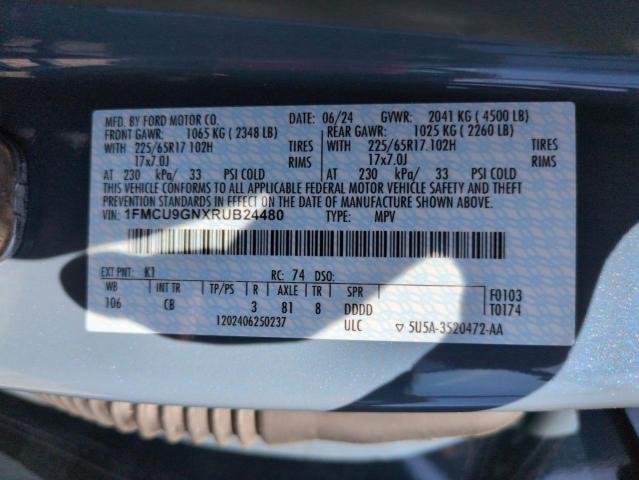 MFD. BY FORD MOTOR CO. 06/24 GVWR: 2041 KG ( 4500 LB)
FRONT GAWR: 1065 KG ( 2348 LB) REAR GAWR: 1025 KG ( 2260 LB)
WITH 225/65R17 102H TIRES WITH 225/65R17 102H TIRES
17x7.0J RIMS 17x7.0J RIMS
AT 230 kPa/ 33 PSI COLD AT 230 kPa/ 33 PSI COLD
THIS VEHICLE CONFORMS TO ALL APPLICABLE FEDERAL MOTOR VEHICLE SAFETY AND THEFT
PREVENTION STANDARDS IN EFFECT ON THE DATE OF MANUFACTURE SHOWN ABOVE.
VIN: 1FMCU9GNXRUB24480 TYPE: MPV
EXT PNT: K1 RC: 74 DSO:
WB INT TR TP/PS R AXLE TR SPR F0103
106 CB 3 81 8 DDDD T0174
1202406250237 ULC ▽ 5U5A-3520472-AA